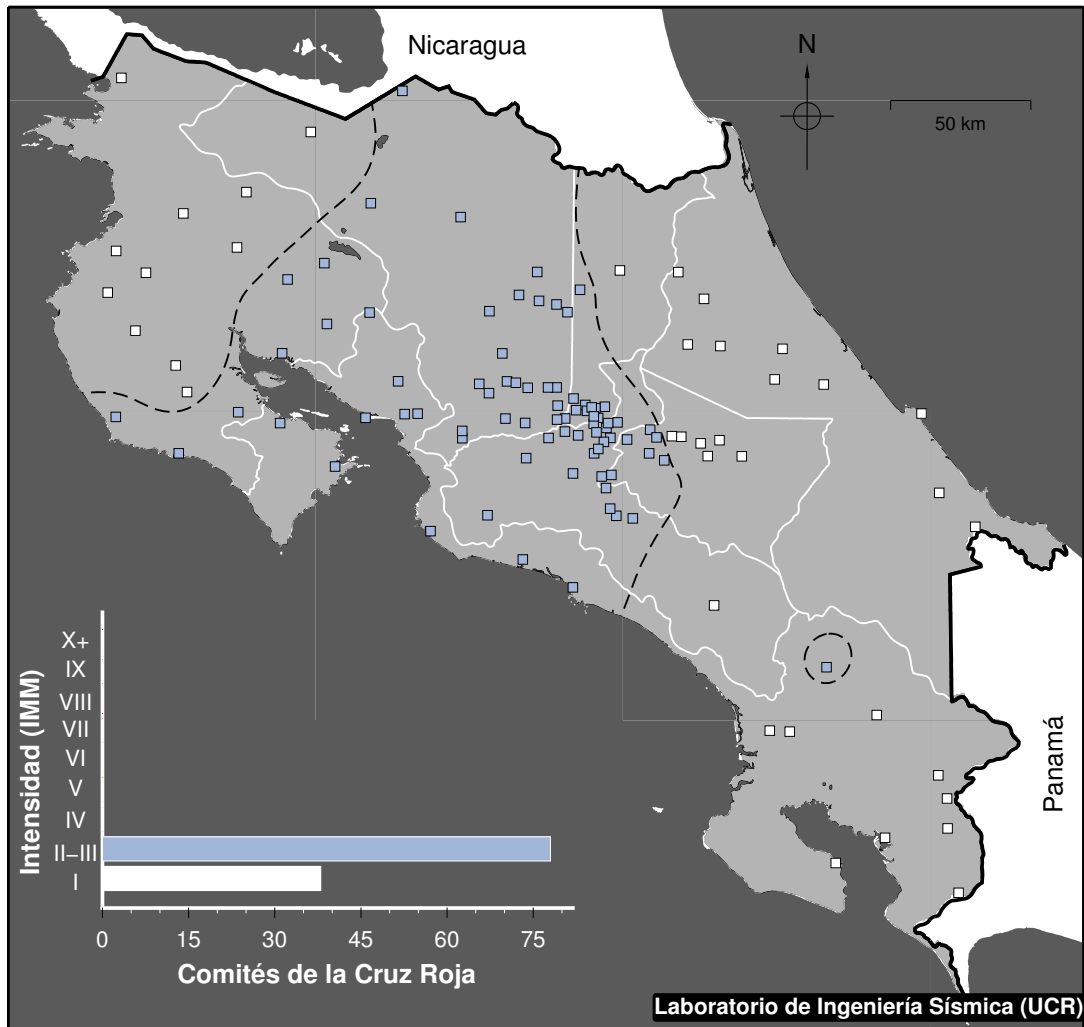 Nicaragua
N
50 km
Panamá
Intensidad (IMM)
X+
IX
VIII
VII
VI
V
IV
II−III
I
0 15 30 45 60 75
Comités de la Cruz Roja
Laboratorio de Ingeniería Sísmica (UCR)